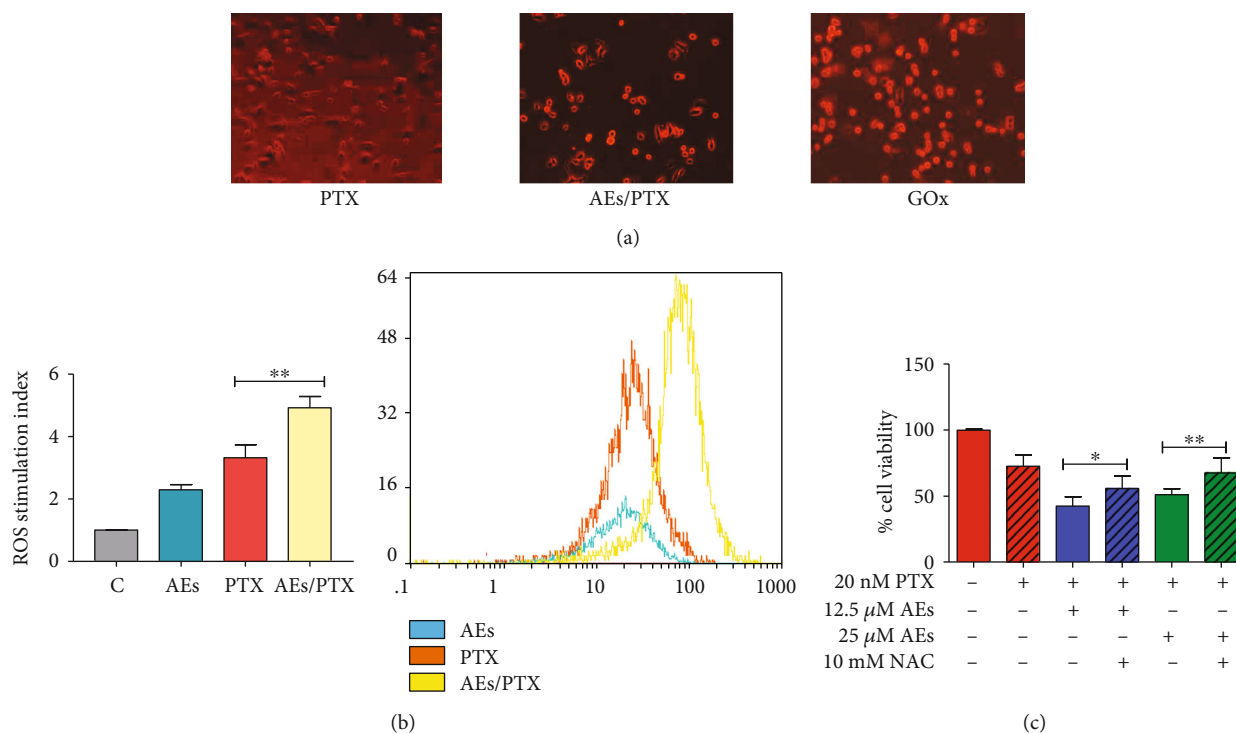 PTX
AEs/PTX
GOx
(a)
ROS stimulation index
6
4
2
0
**
C
AEs
PTX
AEs/PTX
64
48
32
16
0
.1
1
10
100
1000
AEs
PTX
AEs/PTX
(b)
% cell viability
150
100
50
0
*
**
20 nM PTX – + + + + +
12.5 μM AEs – – + + – –
25 μM AEs – – – – + +
10 mM NAC – – – + – +
(c)